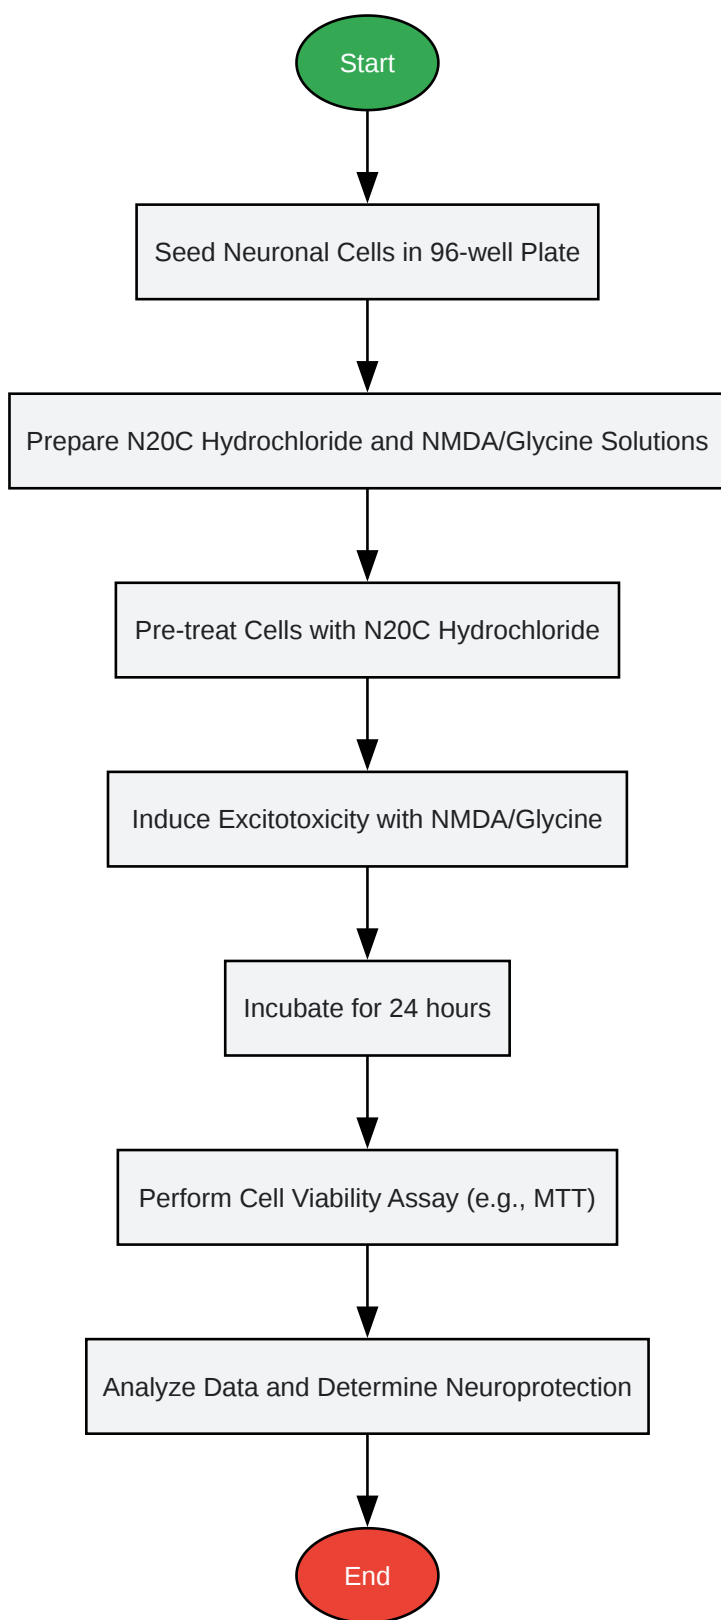 Start
Seed Neuronal Cells in 96-well Plate
Prepare N20C Hydrochloride and NMDA/Glycine Solutions
Pre-treat Cells with N20C Hydrochloride
Induce Excitotoxicity with NMDA/Glycine
Incubate for 24 hours
Perform Cell Viability Assay (e.g., MTT)
Analyze Data and Determine Neuroprotection
End